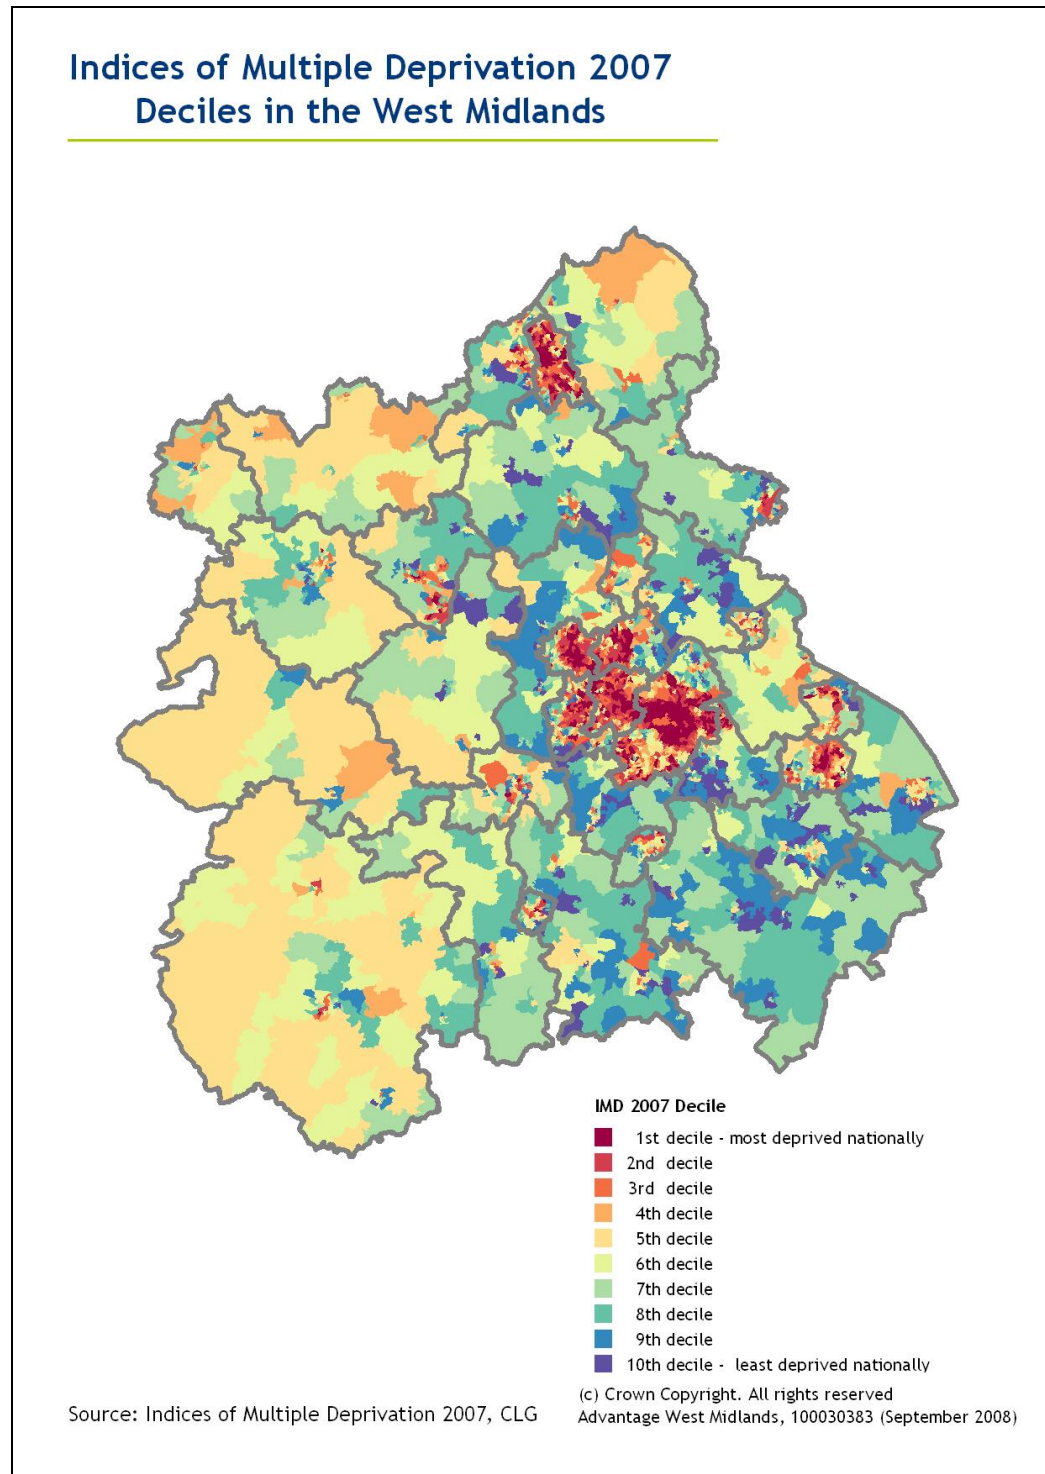 Indices of Multiple Deprivation 2007
Deciles in the West Midlands
IMD 2007 Decile
1st decile - most deprived nationally
2nd decile
3rd decile
4th decile
5th decile
6th decile
7th decile
8th decile
9th decile
10th decile - least deprived nationally
(c) Crown Copyright. All rights reserved
Source: Indices of Multiple Deprivation 2007, CLG
Advantage West Midlands, 100030383 (September 2008)